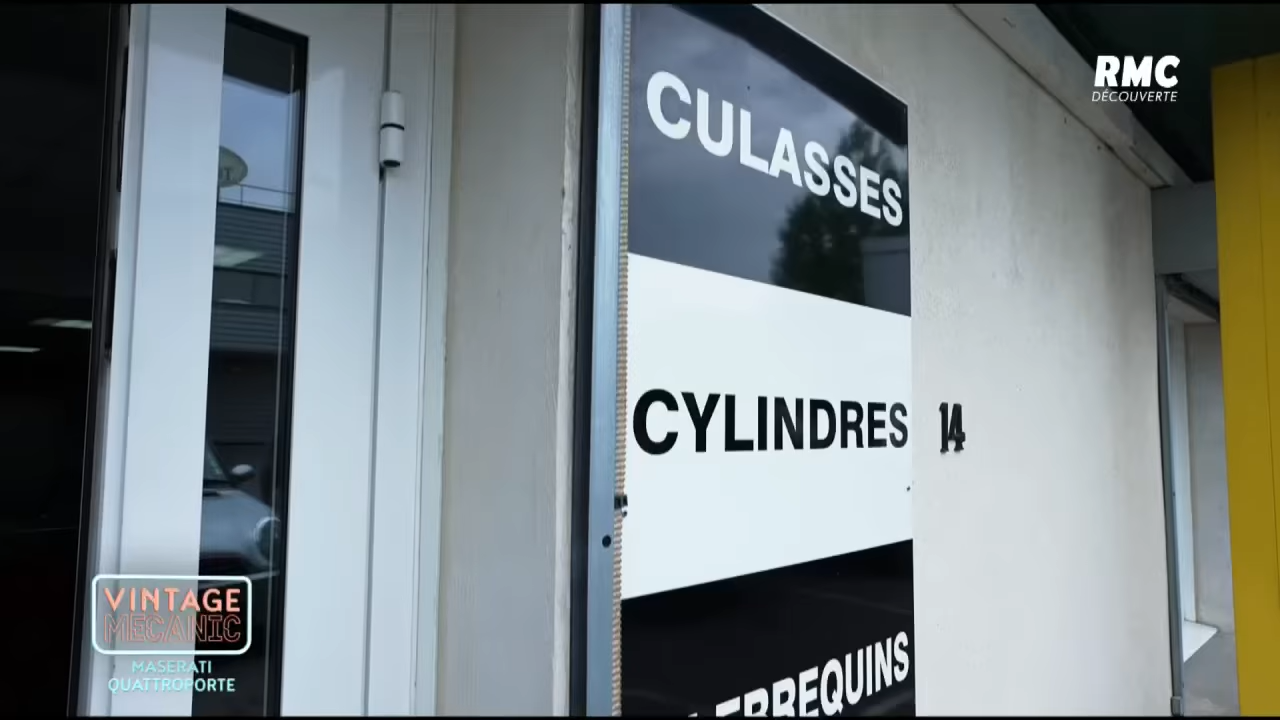 RMC
DÉCOUVERTE
CULASSES
CYLINDRES
14
VINTAGE
MECANIC
MASERATI
QUATTROPORTE